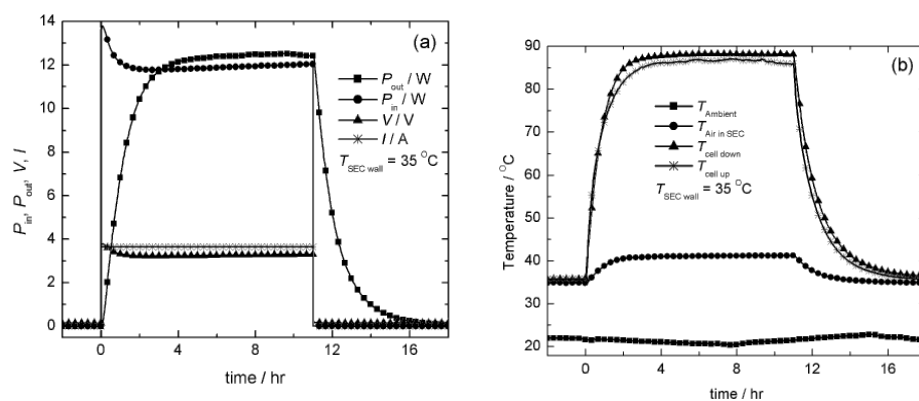 (a)
14
12
10
8
6
4
2
0
P_in, P_out, V, I
P_out / W
P_in / W
V / V
I / A
T_SEC wall = 35 °C
0 4 8 12 16
time / hr
(b)
90
80
70
60
50
40
30
20
Temperature / °C
T_Ambient
T_Air in SEC
T_cell down
T_cell up
T_SEC wall = 35 °C
0 4 8 12 16
time / hr